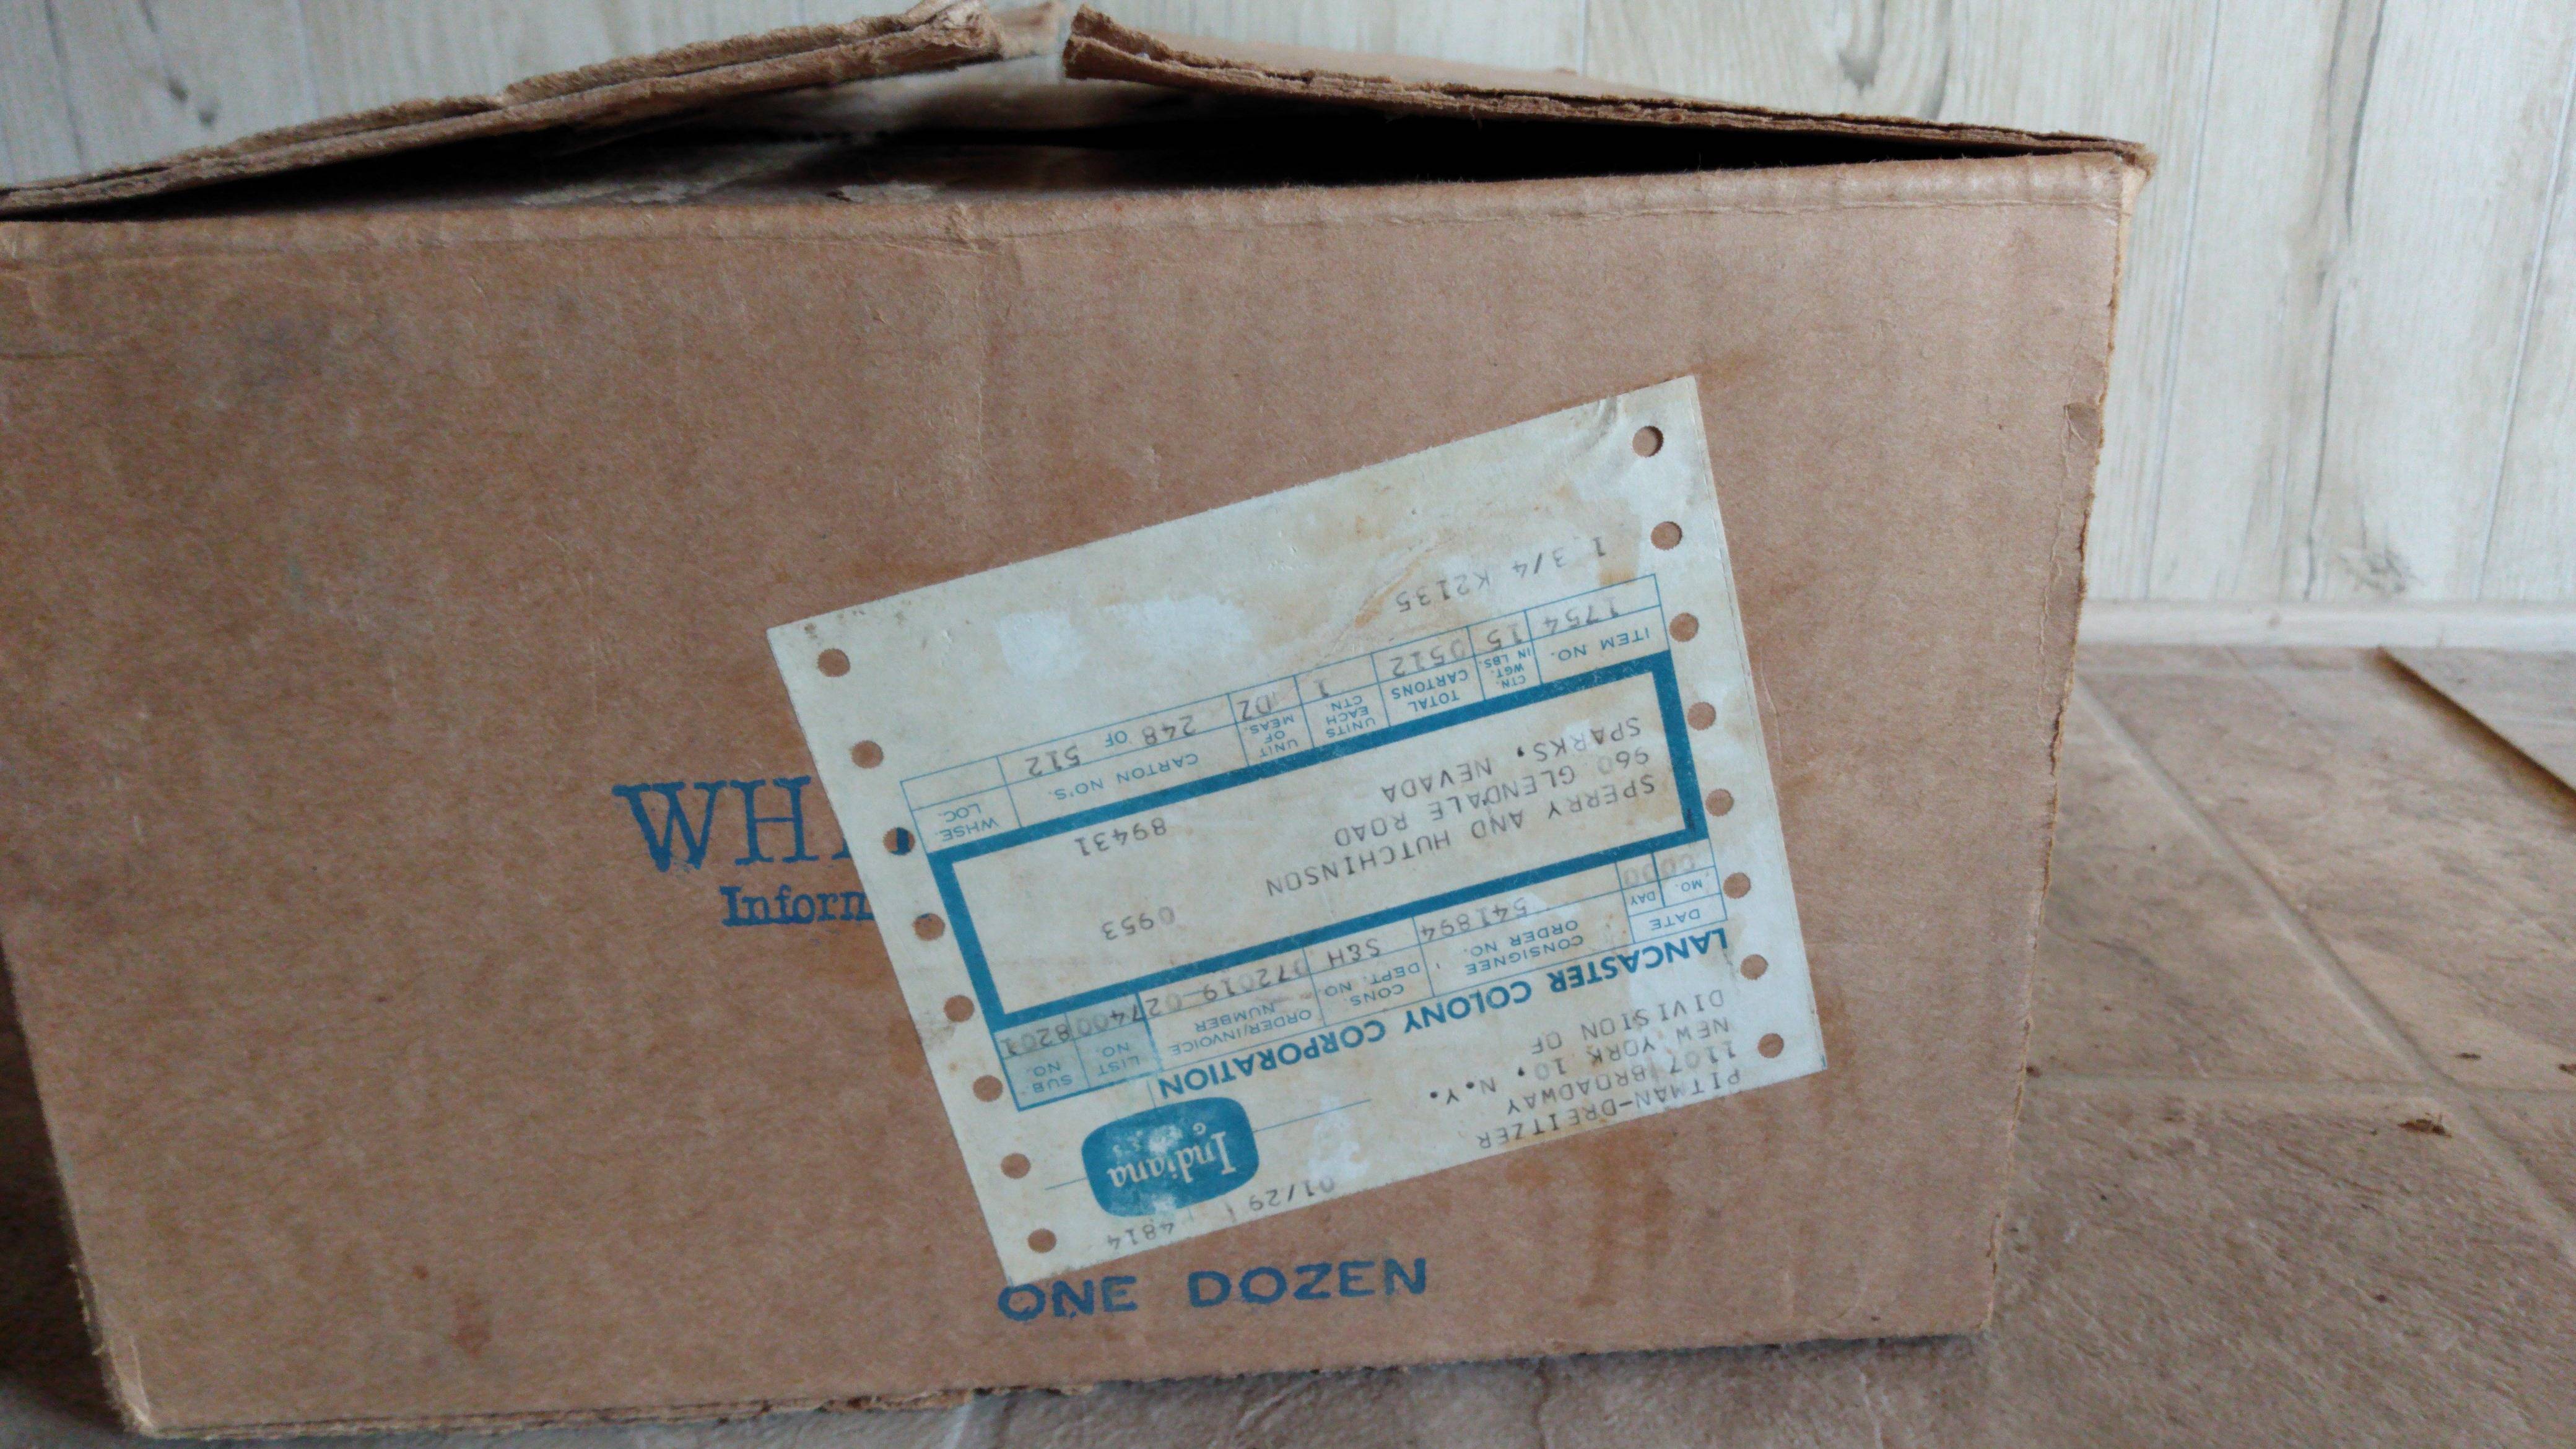 WH
Inform
ONE DOZEN
4814
01/29
Indiana
PITMAN-DREITZER
1107 BROADWAY
NEW YORK 10, N.Y.
DIVISION OF
LANCASTER COLONY CORPORATION
DATE
MO. DAY
CONSIGNEE ORDER NO.
CONS. DEPT. NO.
ORDER/INVOICE NUMBER
LIST NO.
SUB. NO.
0000 541894 S&H 072019-02 7400 8201
0953
SPERRY AND HUTCHINSON
960 GLENDALE ROAD
SPARKS, NEVADA
89431
ITEM NO.
CTN. WGT. IN LBS.
TOTAL CARTONS
UNITS EACH CTN.
UNIT OF MEAS.
CARTON NO'S.
WHSE. LOC.
1754 15 0512 1 DZ 248 OF 512
1 3/4 K2135